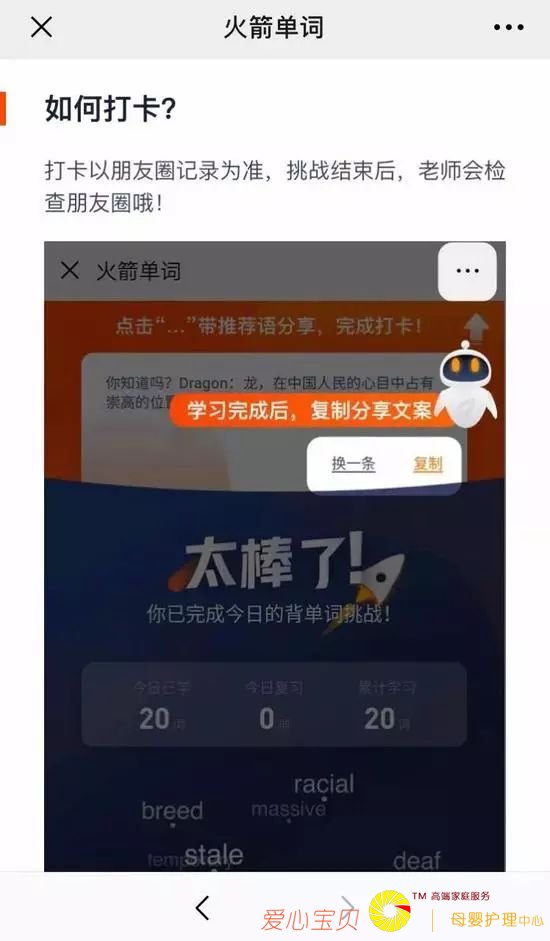 火箭单词
如何打卡?
打卡以朋友圈记录为准，挑战结束后，老师会检
查朋友圈哦！
火箭单词
点击“...”带推荐语分享，完成打卡！
你知道吗？Dragon：龙，在中国人民的心目中占有
崇高的位
学习完成后，复制分享文案
换一条 复制
太棒了!
你已完成今日的背单词挑战！
今日已学 今日复习 累计学习
20词 0词 20词
racial
breed massive
stale
deaf
爱心宝贝
TM 高端家庭服务
母婴护理中心